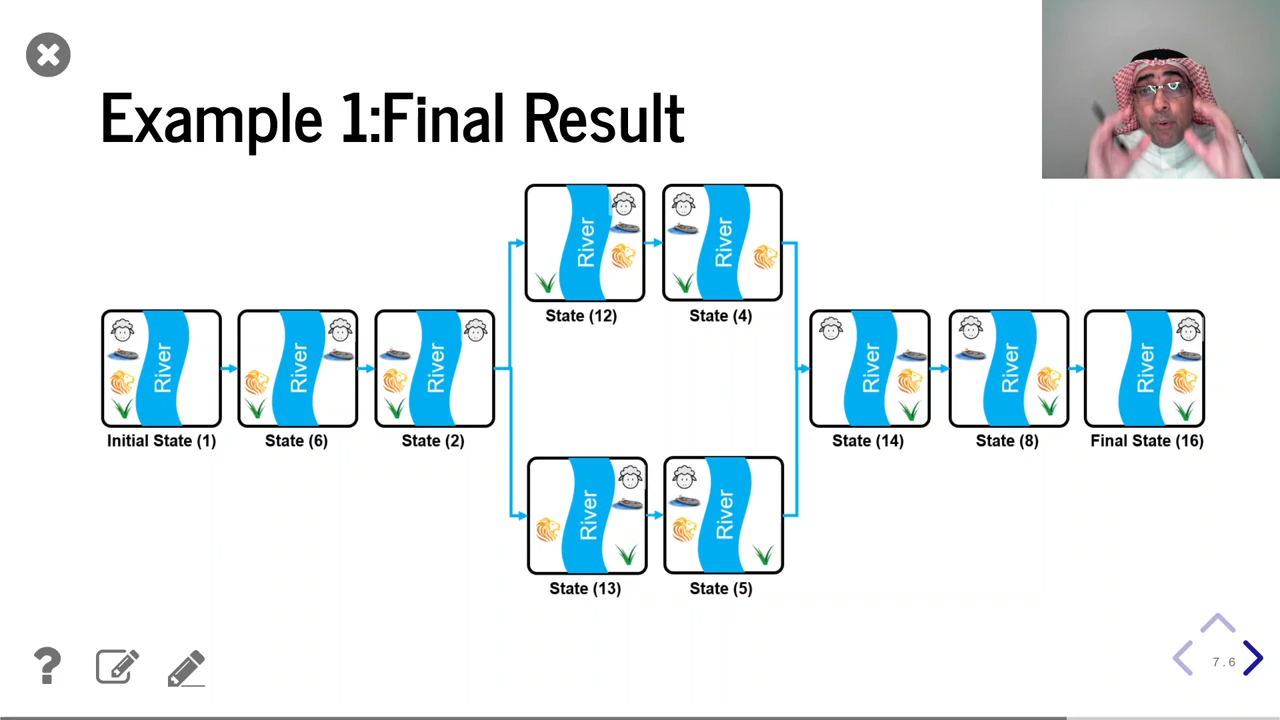 Example 1:Final Result
River
River
State (12)
State (4)
River
River
River
River
River
River
Initial State (1)
State (6)
State (2)
State (14)
State (8)
Final State (16)
River
River
State (13)
State (5)
?
7.6